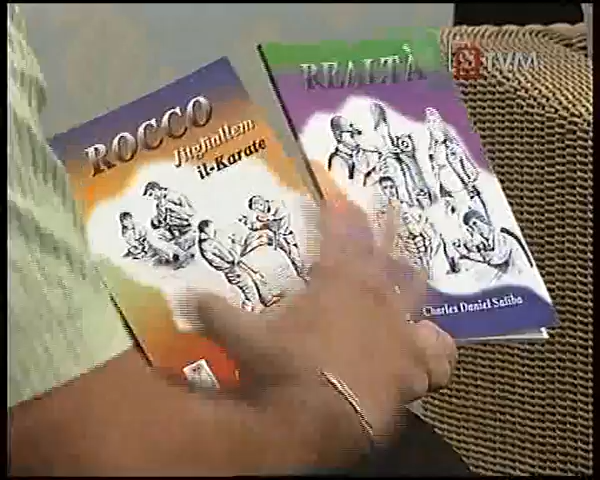 TVM
ROCCO
Jitgħallem
il-Karate
REALTÀ
Charles Daniel Saliba